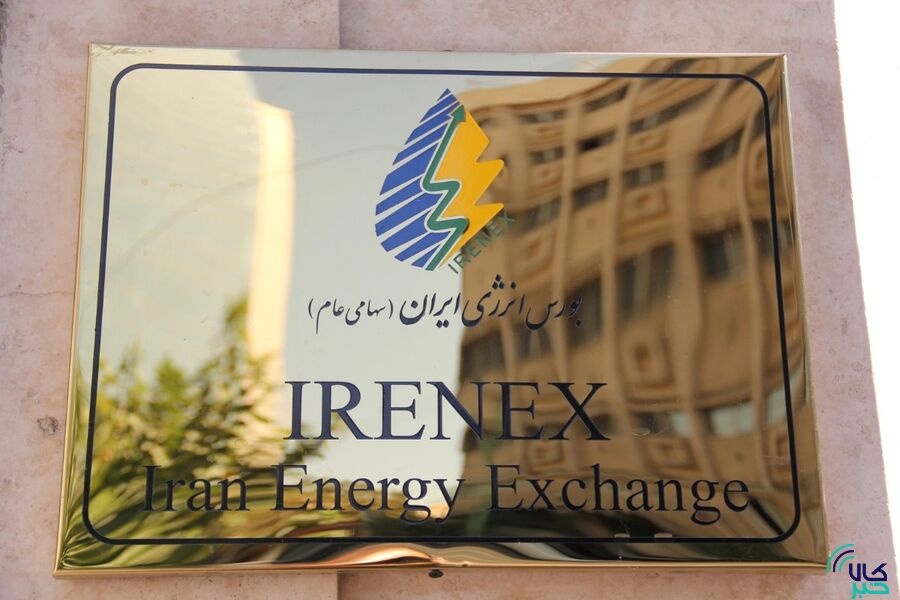 IRENEX
بورس انرژی ایران (سهامی عام)
IRENEX
Iran Energy Exchange
کالا
خبر